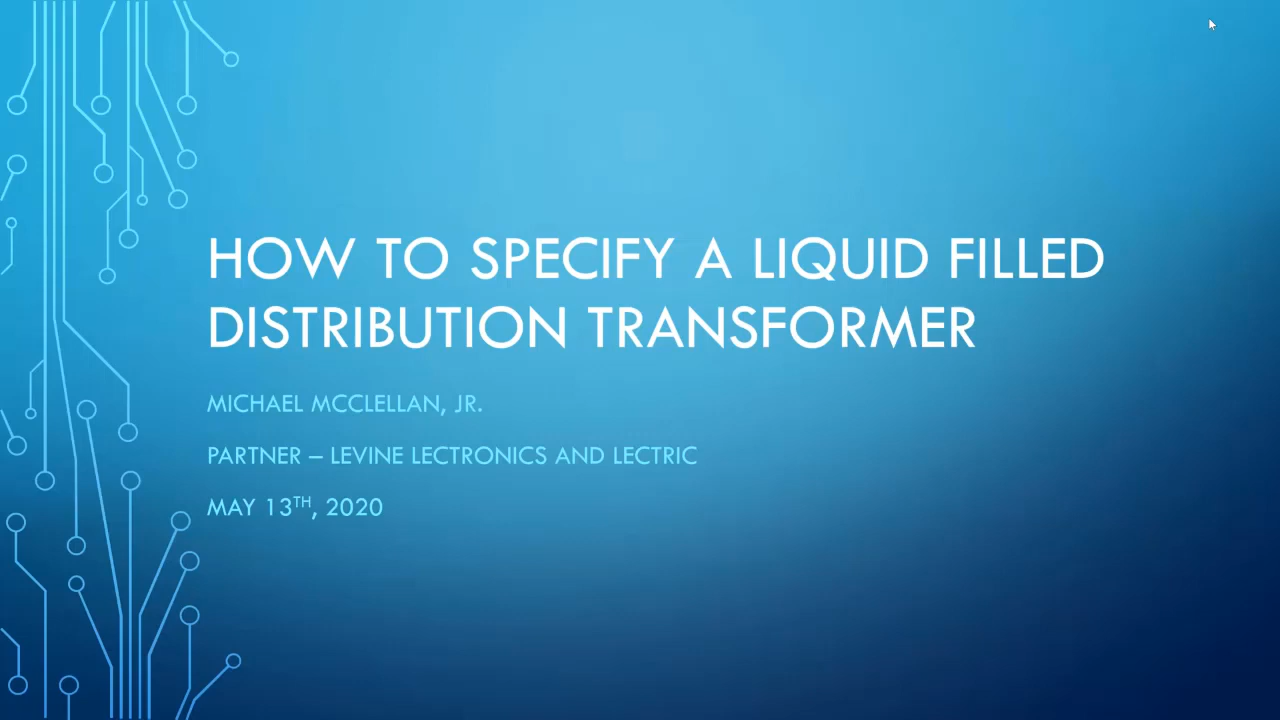 HOW TO SPECIFY A LIQUID FILLED
DISTRIBUTION TRANSFORMER
MICHAEL MCCLELLAN, JR.
PARTNER – LEVINE LECTRONICS AND LECTRIC
MAY 13TH, 2020